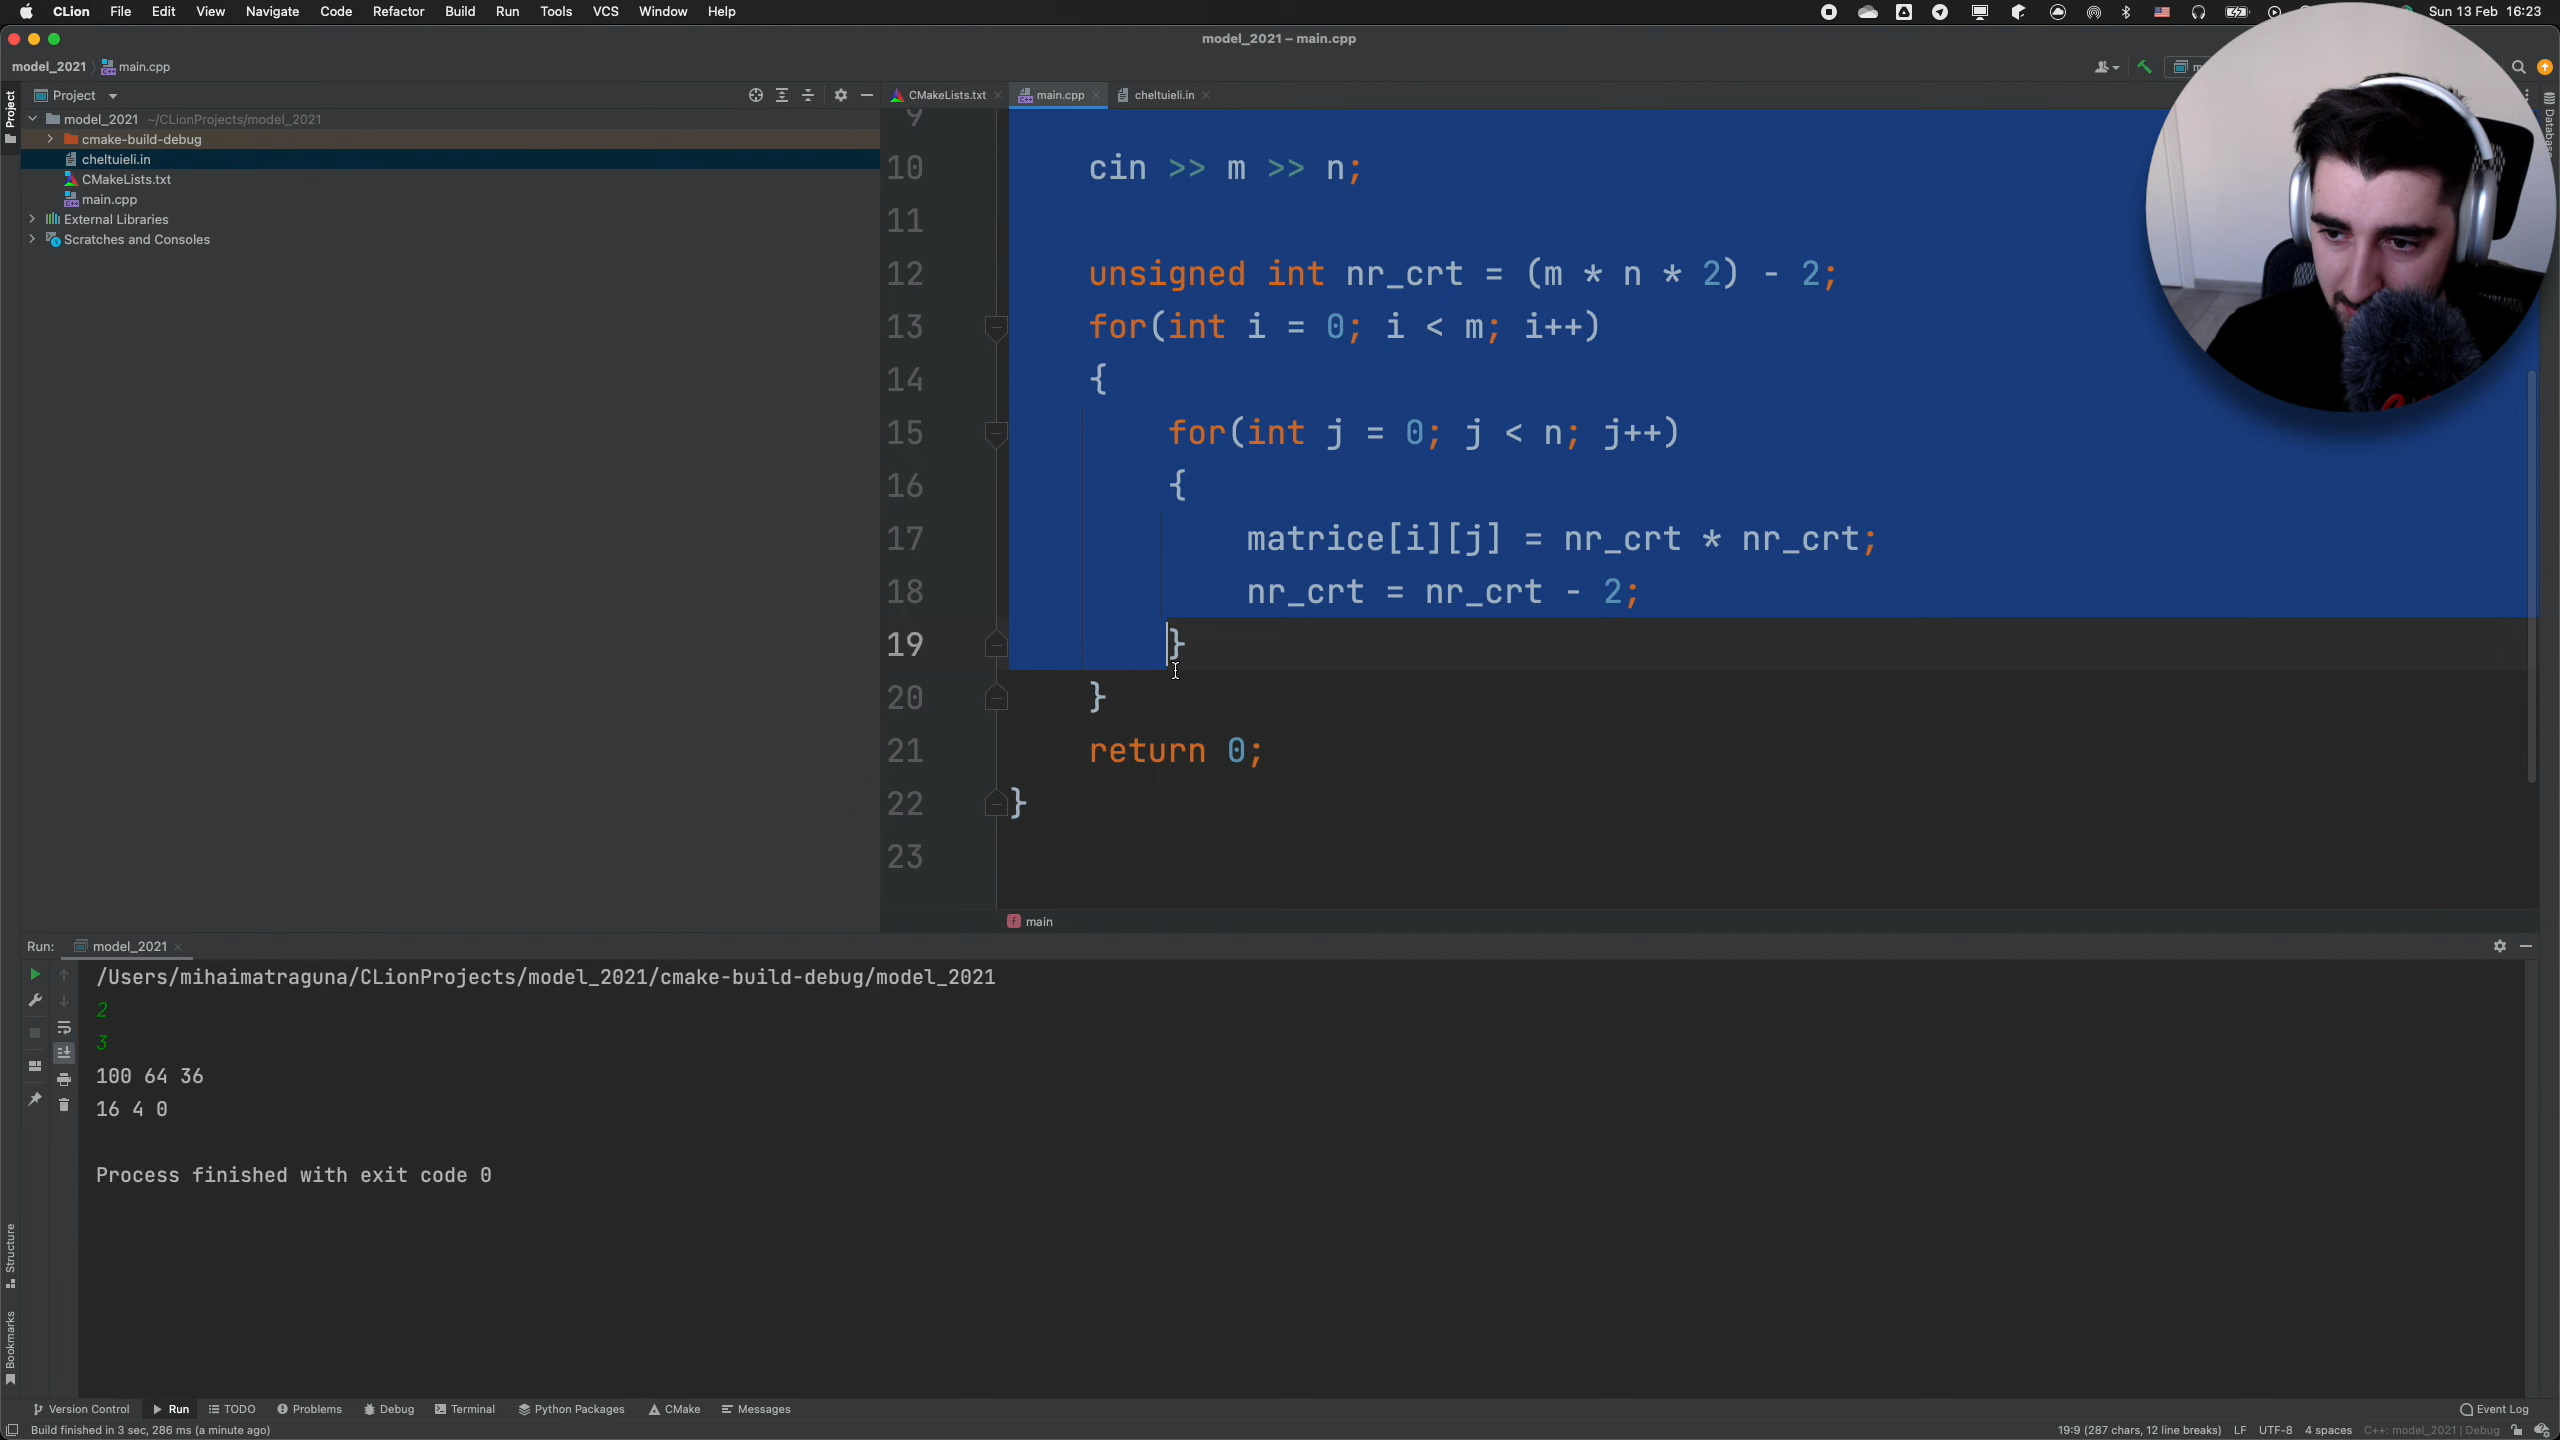 CLion File Edit View Navigate Code Refactor Build Run Tools VCS Window Help
Sun 13 Feb 16:23
model_2021 – main.cpp
model_2021 main.cpp
Project
Project
CMakeLists.txt main.cpp cheltuieli.in
Database
model_2021 ~/CLionProjects/model_2021
cmake-build-debug
cheltuieli.in
CMakeLists.txt
main.cpp
External Libraries
Scratches and Consoles
9
10 cin >> m >> n;
11
12 unsigned int nr_crt = (m * n * 2) - 2;
13 for(int i = 0; i < m; i++)
14 {
15 for(int j = 0; j < n; j++)
16 {
17 matrice[i][j] = nr_crt * nr_crt;
18 nr_crt = nr_crt - 2;
19 }
20 }
21 return 0;
22 }
23
main
Run: model_2021
/Users/mihaimatraguna/CLionProjects/model_2021/cmake-build-debug/model_2021
2
3
100 64 36
16 4 0
Process finished with exit code 0
Structure
Bookmarks
Version Control Run TODO Problems Debug Terminal Python Packages CMake Messages
Event Log
Build finished in 3 sec, 286 ms (a minute ago)
19:9 (287 chars, 12 line breaks) LF UTF-8 4 spaces C++: model_2021 | Debug